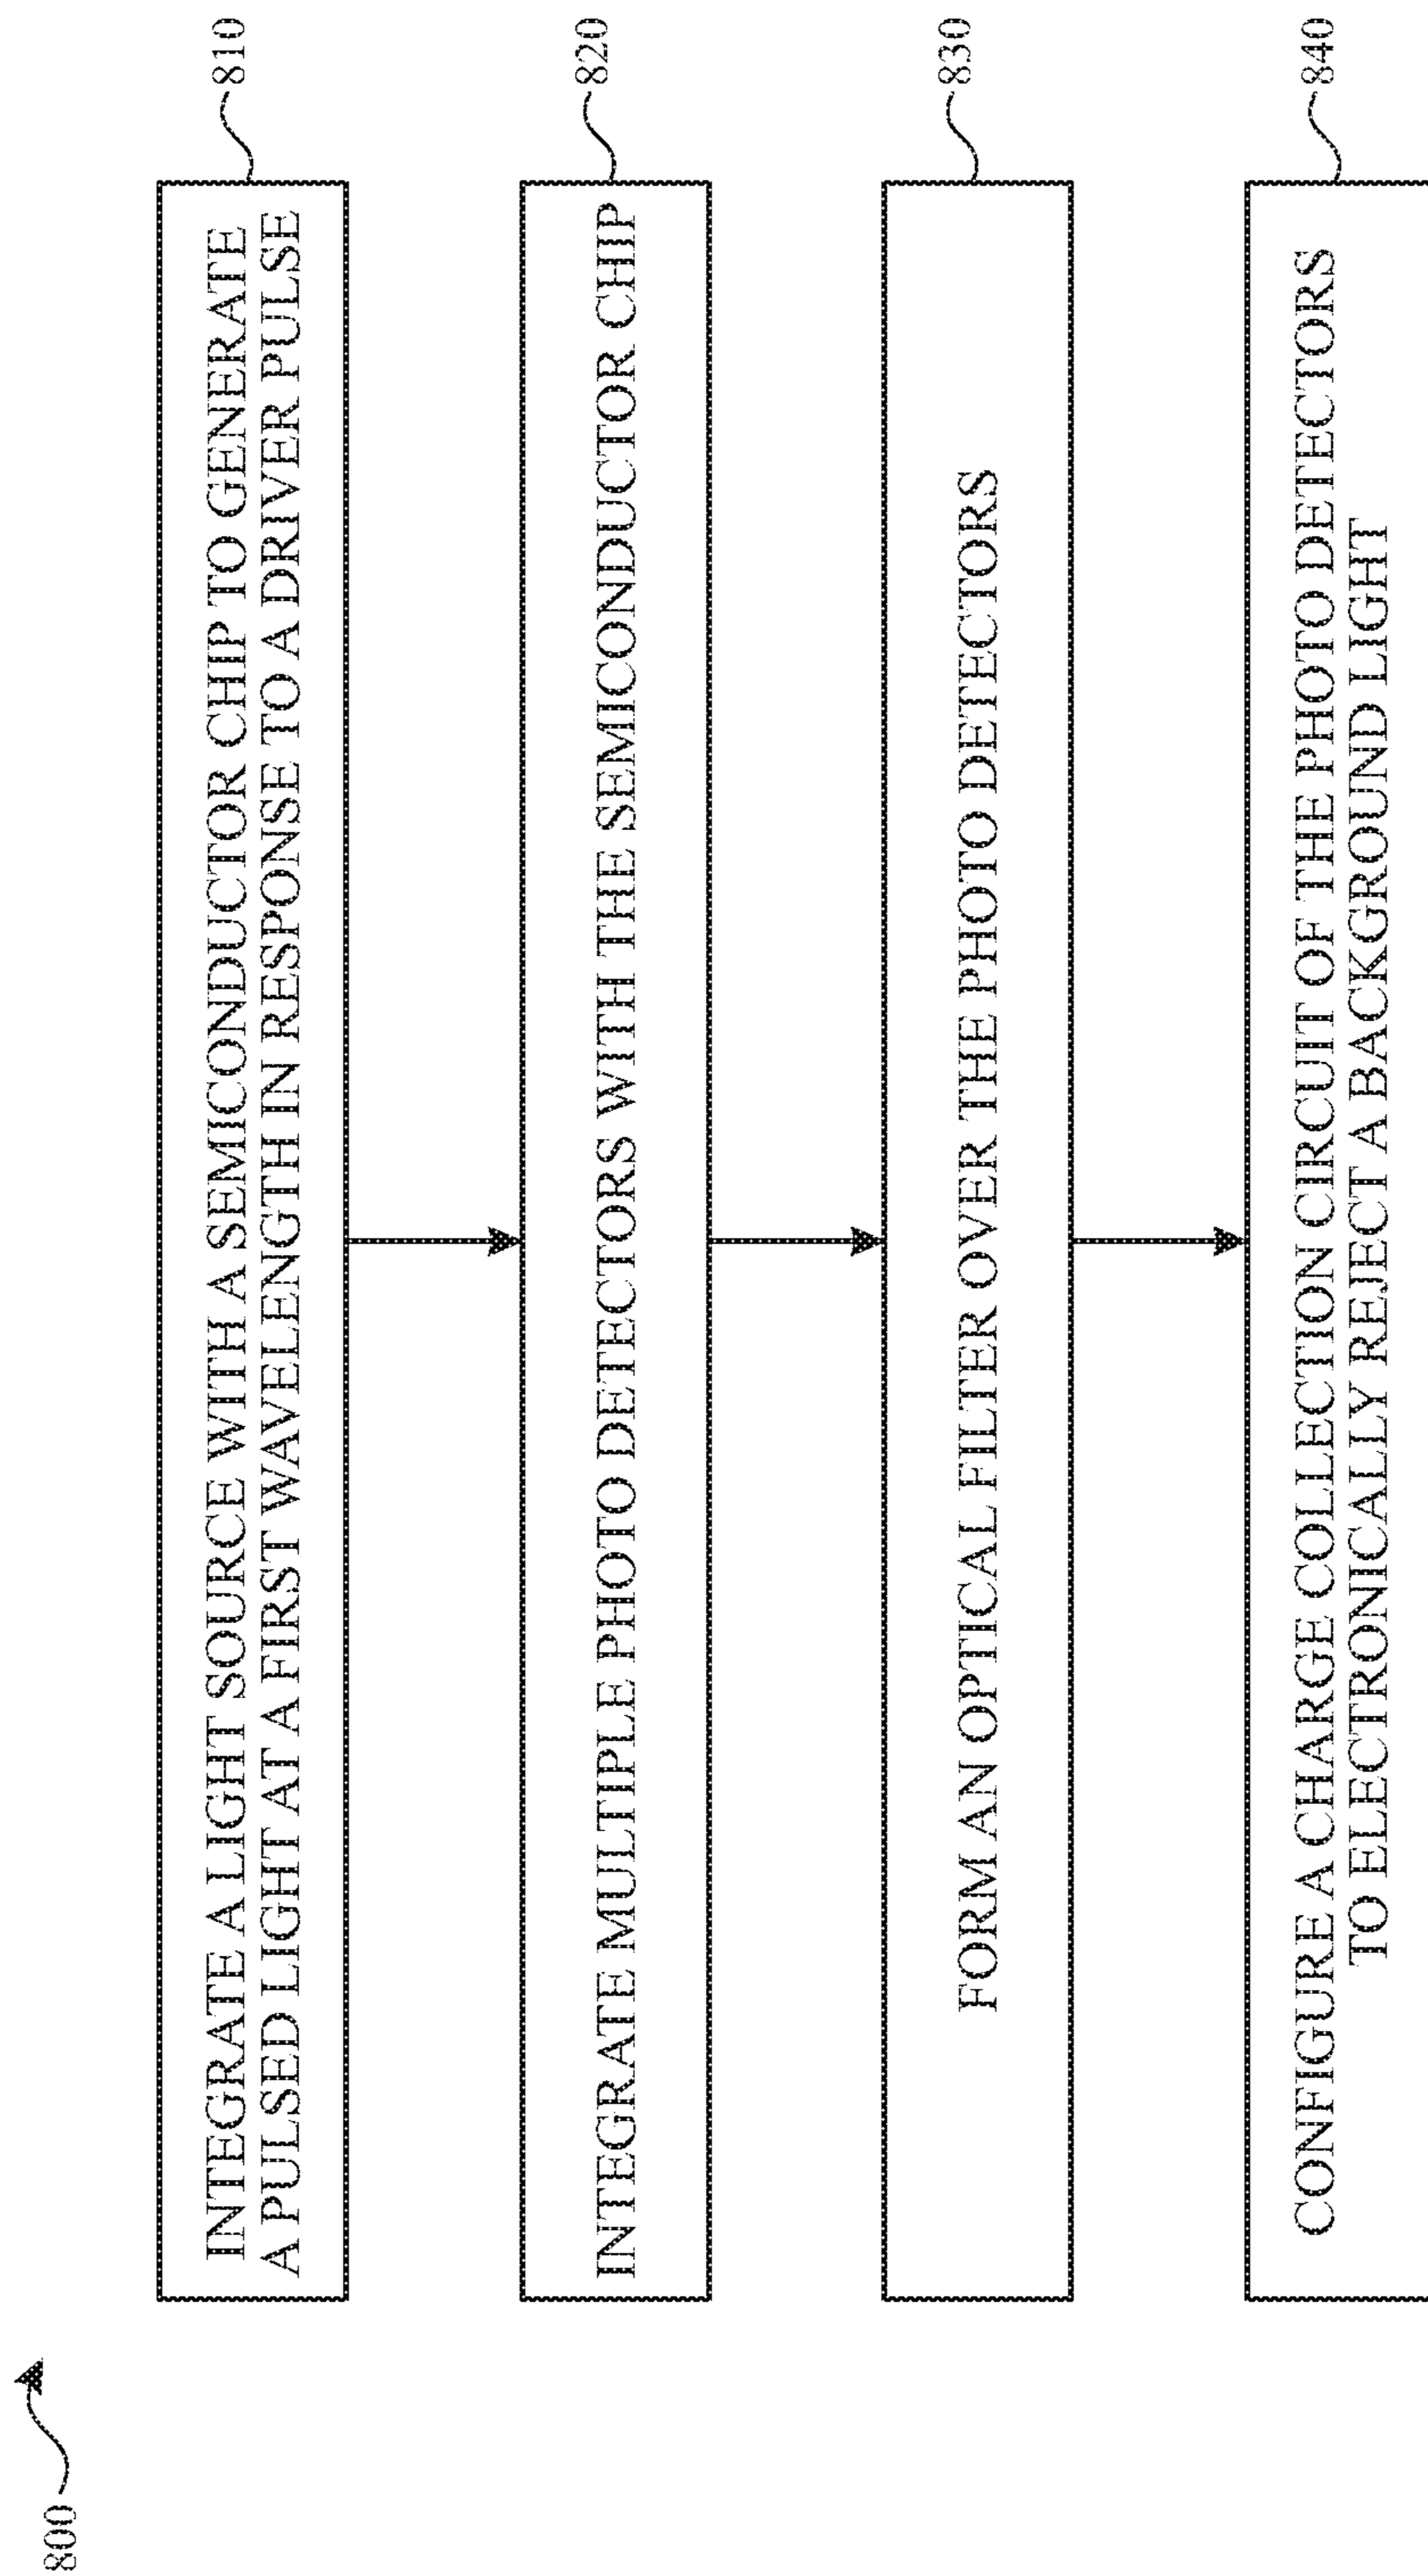 800
INTEGRATE A LIGHT SOURCE WITH A SEMICONDUCTOR CHIP TO GENERATE
A PULSED LIGHT AT A FIRST WAVELENGTH IN RESPONSE TO A DRIVER PULSE
810
INTEGRATE MULTIPLE PHOTO DETECTORS WITH THE SEMICONDUCTOR CHIP
820
FORM AN OPTICAL FILTER OVER THE PHOTO DETECTORS
830
CONFIGURE A CHARGE COLLECTION CIRCUIT OF THE PHOTO DETECTORS
TO ELECTRONICALLY REJECT A BACKGROUND LIGHT
840